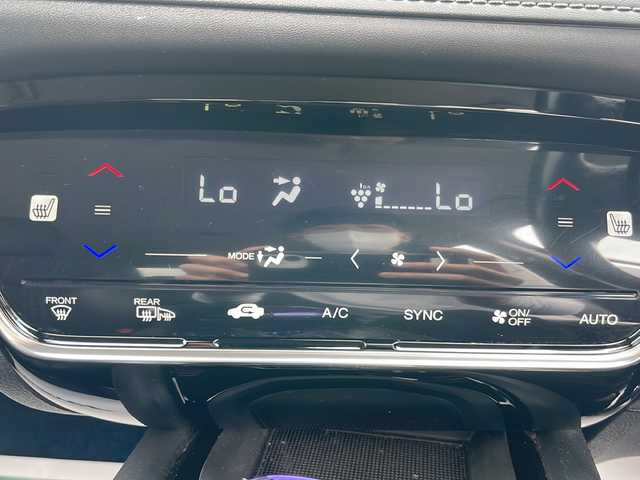 Lo Lo
MODE
FRONT REAR A/C SYNC ON/OFF AUTO